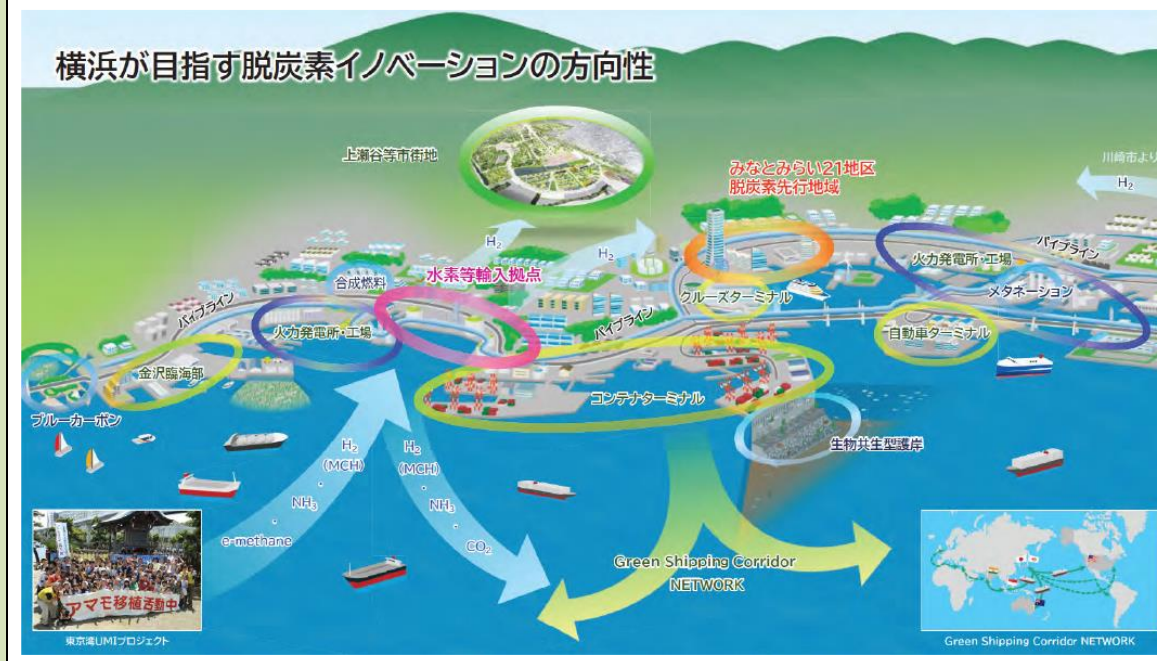 横浜が目指す脱炭素イノベーションの方向性
上瀬谷等市街地
みなとみらい21地区
脱炭素先行地域
川崎市より
H₂
H₂
H₂
パイプライン
火力発電所・工場
メタネーション
水素等輸入拠点
合成燃料
クルーズターミナル
パイプライン
パイプライン
火力発電所・工場
自動車ターミナル
金沢臨海部
コンテナターミナル
ブルーカーボン
生物共生型護岸
H₂
(MCH)
・
NH₃
・
e-methane
H₂
(MCH)
・
NH₃
・
CO₂
Green Shipping Corridor
NETWORK
アマモ移植活動中
東京湾UMIプロジェクト
Green Shipping Corridor NETWORK